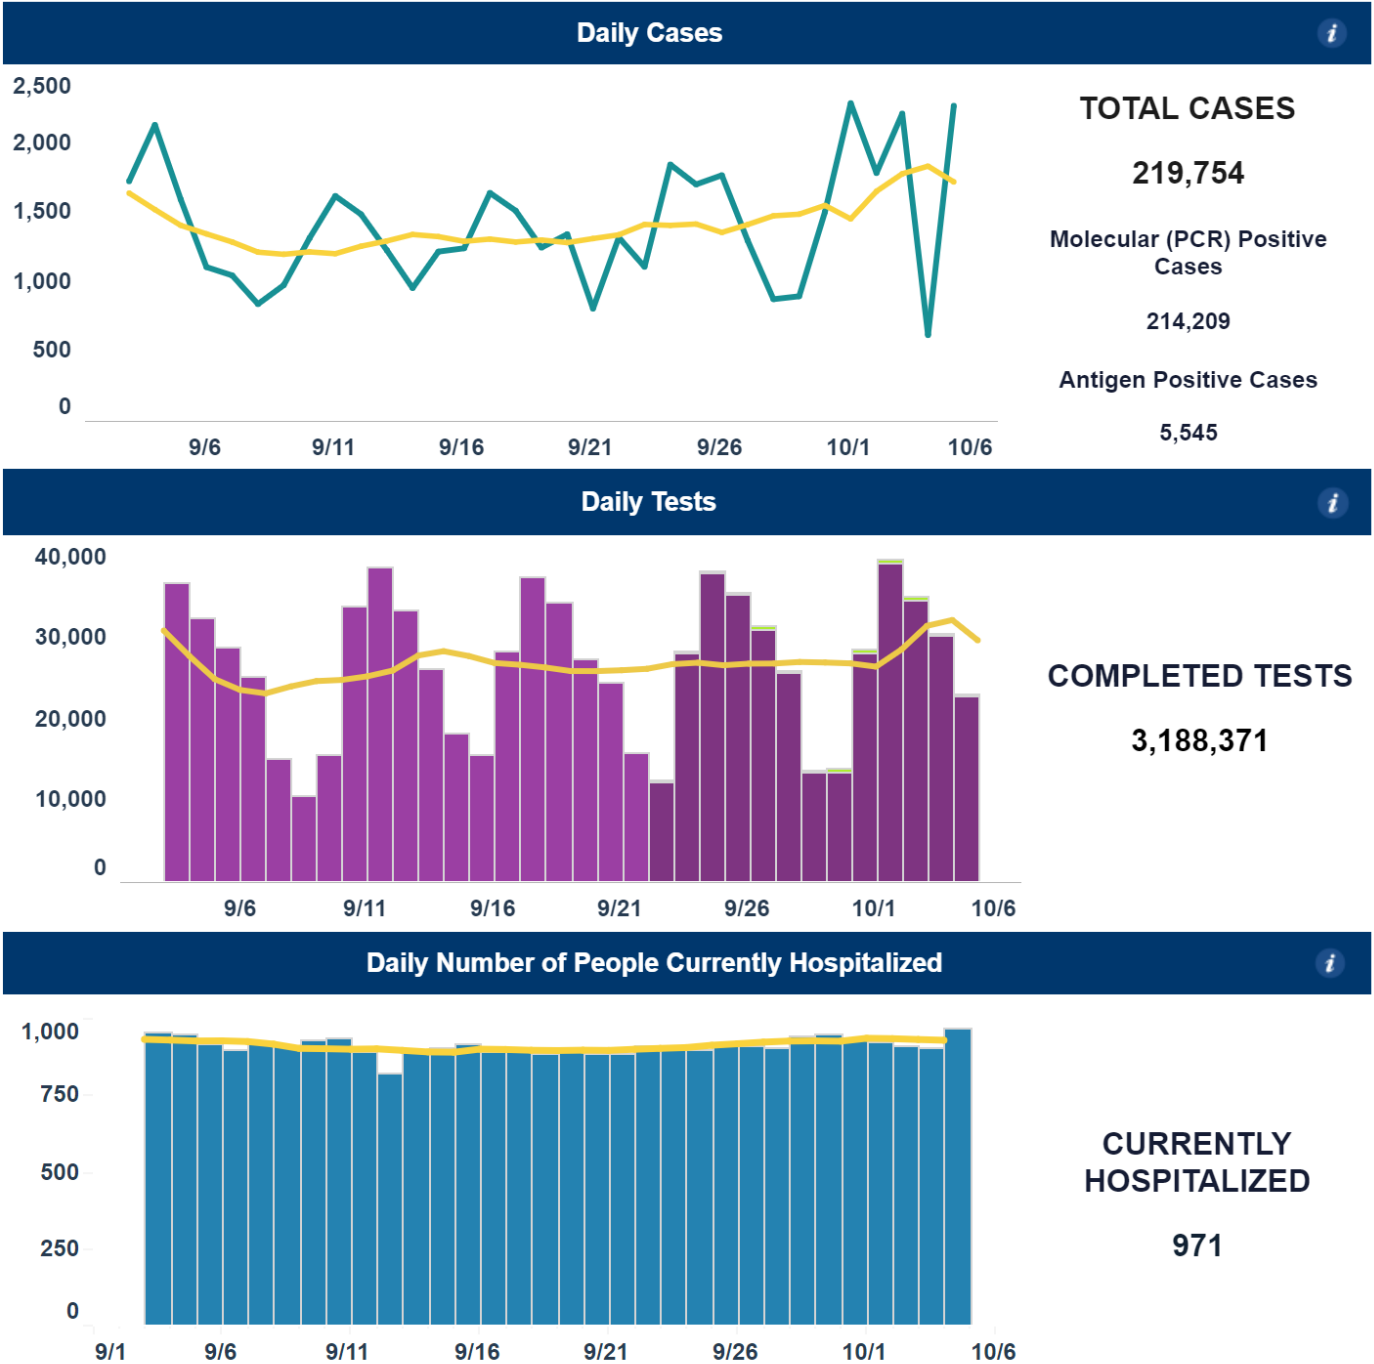 Daily Cases
i
2,500
2,000
1,500
1,000
500
0
9/6 9/11 9/16 9/21 9/26 10/1 10/6
TOTAL CASES
219,754
Molecular (PCR) Positive
Cases
214,209
Antigen Positive Cases
5,545
Daily Tests
i
40,000
30,000
20,000
10,000
0
9/6 9/11 9/16 9/21 9/26 10/1 10/6
COMPLETED TESTS
3,188,371
Daily Number of People Currently Hospitalized
i
1,000
750
500
250
0
9/1 9/6 9/11 9/16 9/21 9/26 10/1 10/6
CURRENTLY
HOSPITALIZED
971